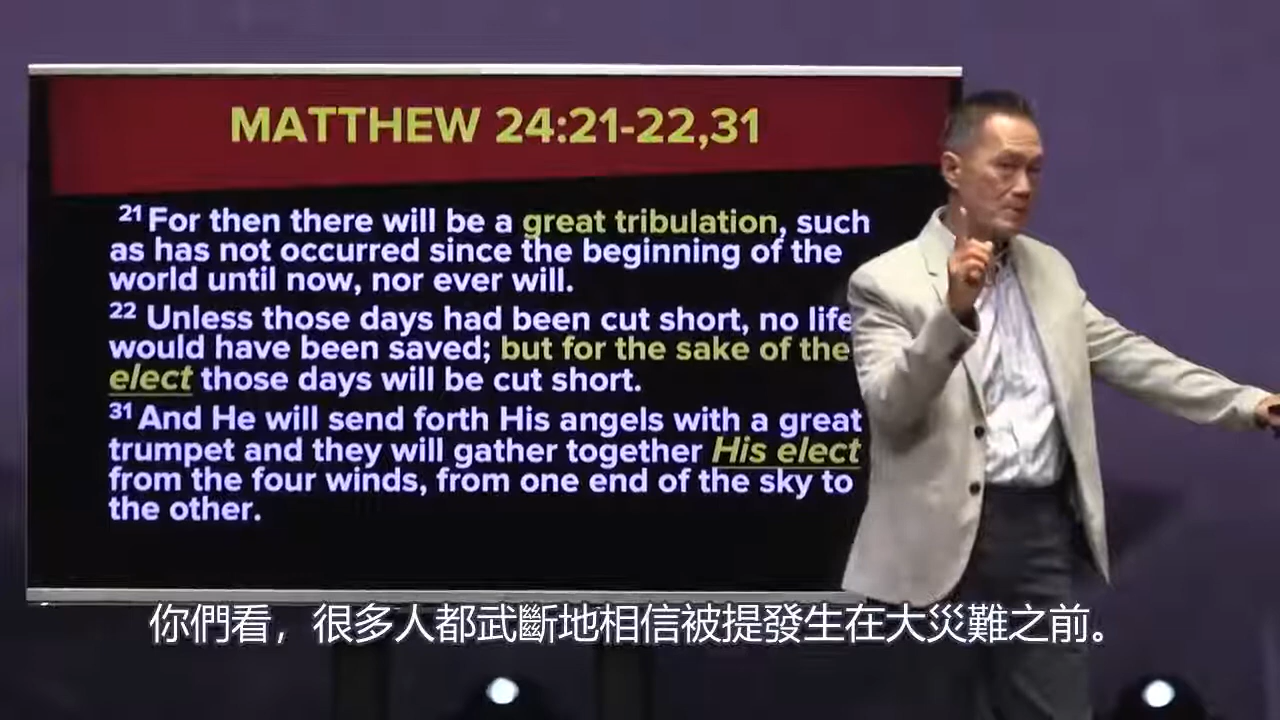 MATTHEW 24:21-22,31
21 For then there will be a great tribulation, such
as has not occurred since the beginning of the
world until now, nor ever will.
22 Unless those days had been cut short, no life
would have been saved; but for the sake of the
elect those days will be cut short.
31 And He will send forth His angels with a great
trumpet and they will gather together His elect
from the four winds, from one end of the sky to
the other.
你們看，很多人都武斷地相信被提發生在大災難之前。